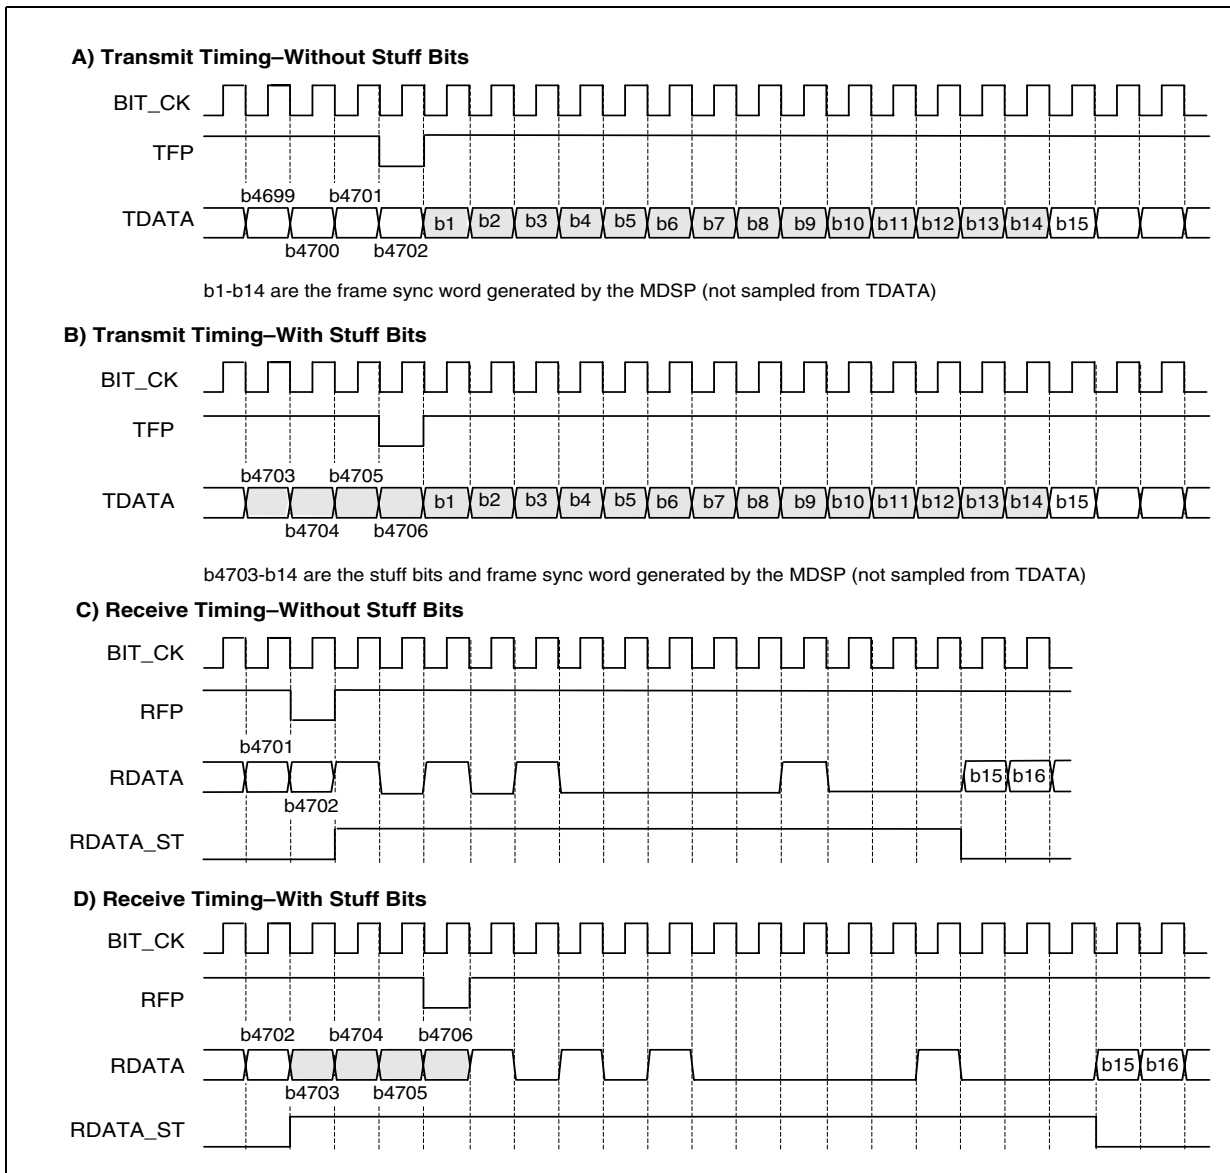 A) Transmit Timing–Without Stuff Bits
BIT_CK
TFP
b4699 b4701
TDATA b1 b2 b3 b4 b5 b6 b7 b8 b9 b10 b11 b12 b13 b14 b15
b4700 b4702
b1-b14 are the frame sync word generated by the MDSP (not sampled from TDATA)
B) Transmit Timing–With Stuff Bits
BIT_CK
TFP
b4703 b4705
TDATA b1 b2 b3 b4 b5 b6 b7 b8 b9 b10 b11 b12 b13 b14 b15
b4704 b4706
b4703-b14 are the stuff bits and frame sync word generated by the MDSP (not sampled from TDATA)
C) Receive Timing–Without Stuff Bits
BIT_CK
RFP
b4701
RDATA b15 b16
b4702
RDATA_ST
D) Receive Timing–With Stuff Bits
BIT_CK
RFP
b4702 b4704 b4706
RDATA b15 b16
b4703 b4705
RDATA_ST